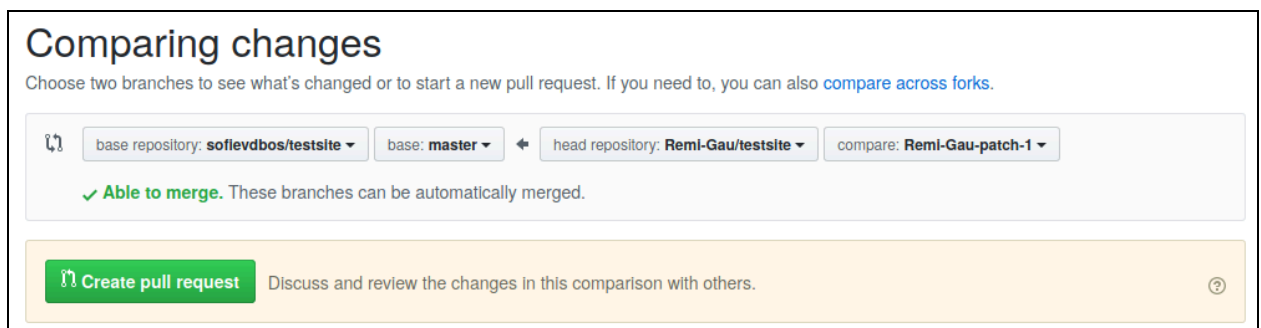 Comparing changes
Choose two branches to see what's changed or to start a new pull request. If you need to, you can also compare across forks.
base repository: sofievdbos/testsite base: master head repository: Remi-Gau/testsite compare: Remi-Gau-patch-1
Able to merge. These branches can be automatically merged.
Create pull request Discuss and review the changes in this comparison with others.